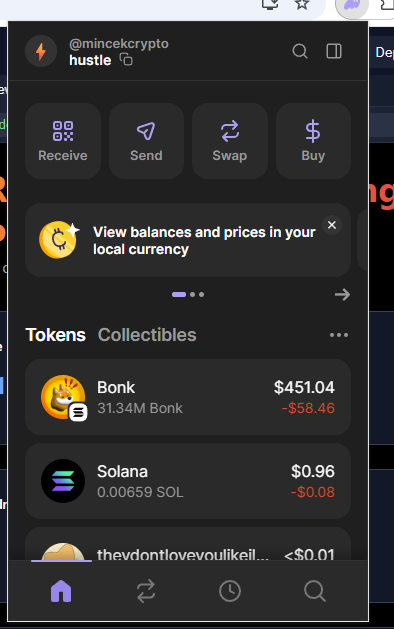 @mincekcrypto
hustle
Dep
Receive
Send
Swap
Buy
View balances and prices in your
local currency
Tokens
Collectibles
Bonk
$451.04
31.34M Bonk
-$58.46
Solana
$0.96
0.00659 SOL
-$0.08
theydontloveyoulikeil...
<$0.01